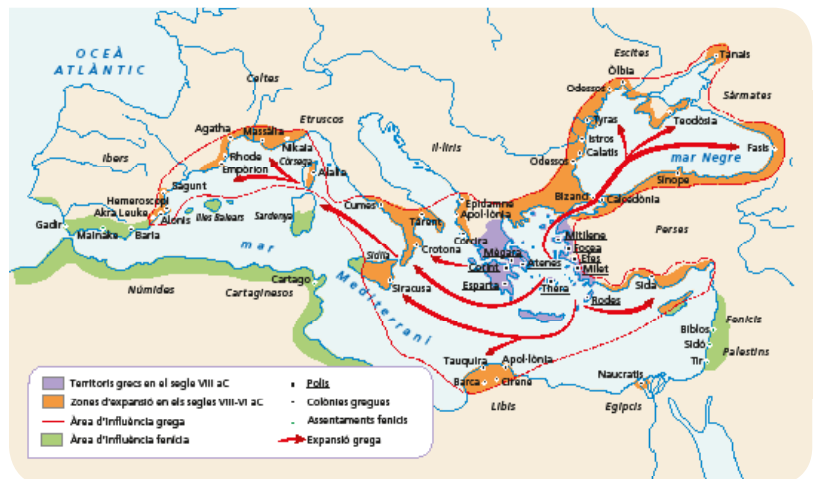 OCEÀ
ATLÀNTIC
Celtes
Escites
Tanais
Òlbia
Odessos
Sàrmates
Etruscos
Agatha
Massàlia
Nikaia
Tyras
Teodòsia
Ibers
Rhode
Empòrion
Còrsega
Alalia
Il·liris
Istros
Calatis
Odessos
Fasis
mar Negre
Sagunt
Hemeroscopi
Akra Leuke
Alonis
Illes Balears
Sardenya
Cumes
Tàrent
Epidamne
Apol·lònia
Bizanci
Sinope
Calcedònia
Gadir
Mainake
Baria
Crotona
Corcira
Mègara
Corint
Atenes
Mitilene
Focea
Efes
Milet
Perses
mar
Mediterrani
Sicília
Siracusa
Esparta
Thera
Rodes
Sida
Cartago
Númides
Cartaginesos
Biblos
Sidó
Tir
Fenicis
Palestins
Tauquira
Apol·lònia
Barca
Cirene
Naucratis
Libis
Egipcis
Territoris grecs en el segle VIII aC
Zones d'expansió en els segles VIII-VI aC
Àrea d'influència grega
Àrea d'influència fenícia
Polis
Colònies gregues
Assentaments fenicis
Expansió grega